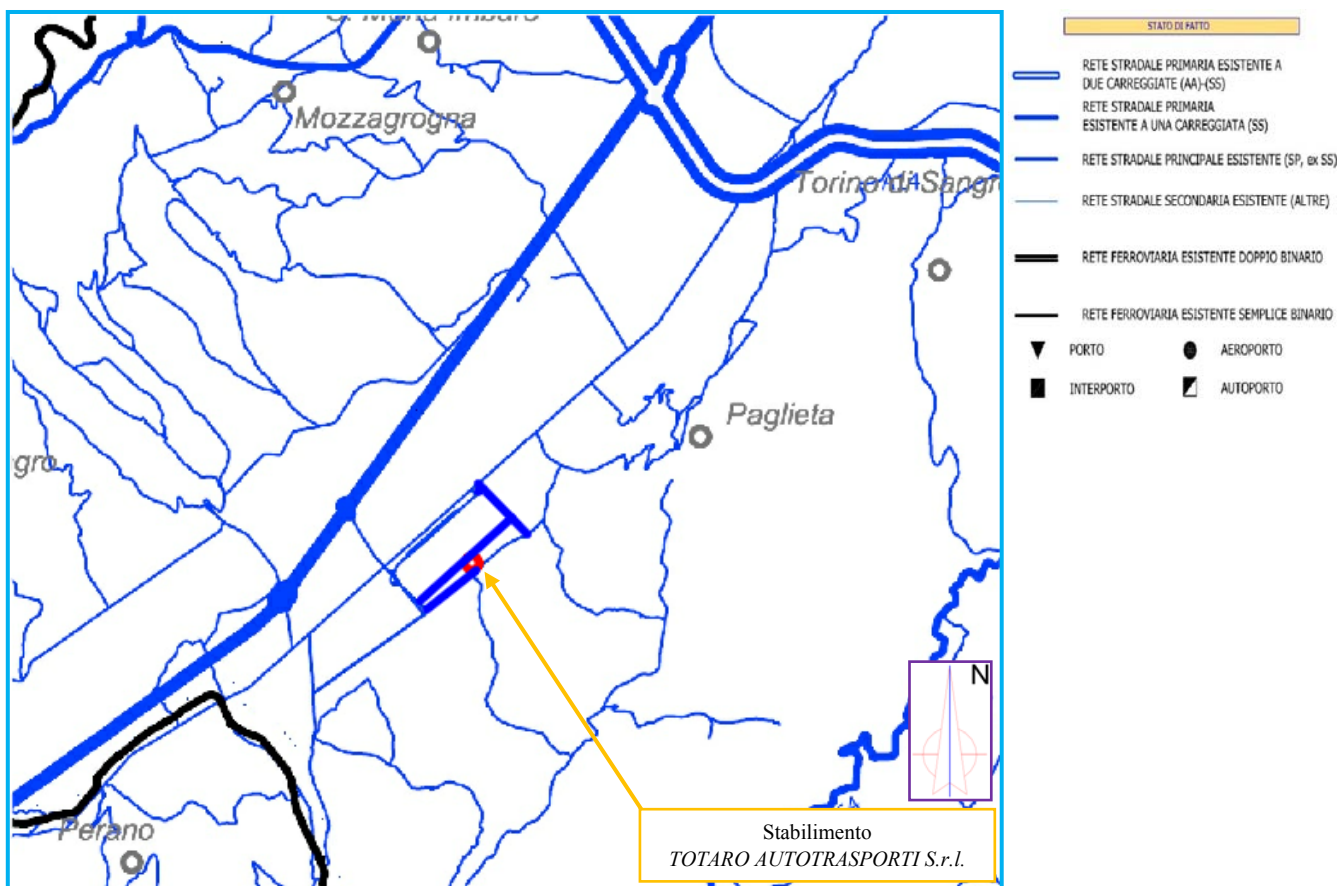 Mozzagrogna
Torino di Sangro
A14
Paglieta
Perano
N
Stabilimento
TOTARO AUTOTRASPORTI S.r.l.
STATO DI FATTO
RETE STRADALE PRIMARIA ESISTENTE A
DUE CARREGGIATE (AA)-(SS)
RETE STRADALE PRIMARIA
ESISTENTE A UNA CARREGGIATA (SS)
RETE STRADALE PRINCIPALE ESISTENTE (SP, ex SS)
RETE STRADALE SECONDARIA ESISTENTE (ALTRE)
RETE FERROVIARIA ESISTENTE DOPPIO BINARIO
RETE FERROVIARIA ESISTENTE SEMPLICE BINARIO
PORTO
AEROPORTO
INTERPORTO
AUTOPORTO